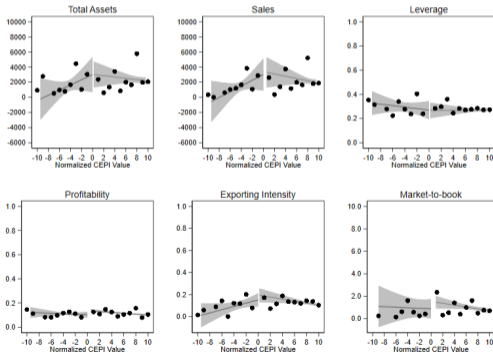 Total Assets
10000
8000
6000
4000
2000
0
-2000
-4000
-6000
-10 -8 -6 -4 -2 0 2 4 6 8 10
Normalized CEPI Value
Sales
10000
8000
6000
4000
2000
0
-2000
-4000
-6000
-10 -8 -6 -4 -2 0 2 4 6 8 10
Normalized CEPI Value
Leverage
1.0
0.8
0.6
0.4
0.2
0.0
-10 -8 -6 -4 -2 0 2 4 6 8 10
Normalized CEPI Value
Profitability
1.0
0.8
0.6
0.4
0.2
0.0
-10 -8 -6 -4 -2 0 2 4 6 8 10
Normalized CEPI Value
Exporting Intensity
1.0
0.8
0.6
0.4
0.2
0.0
-10 -8 -6 -4 -2 0 2 4 6 8 10
Normalized CEPI Value
Market-to-book
10.0
8.0
6.0
4.0
2.0
0.0
-10 -8 -6 -4 -2 0 2 4 6 8 10
Normalized CEPI Value